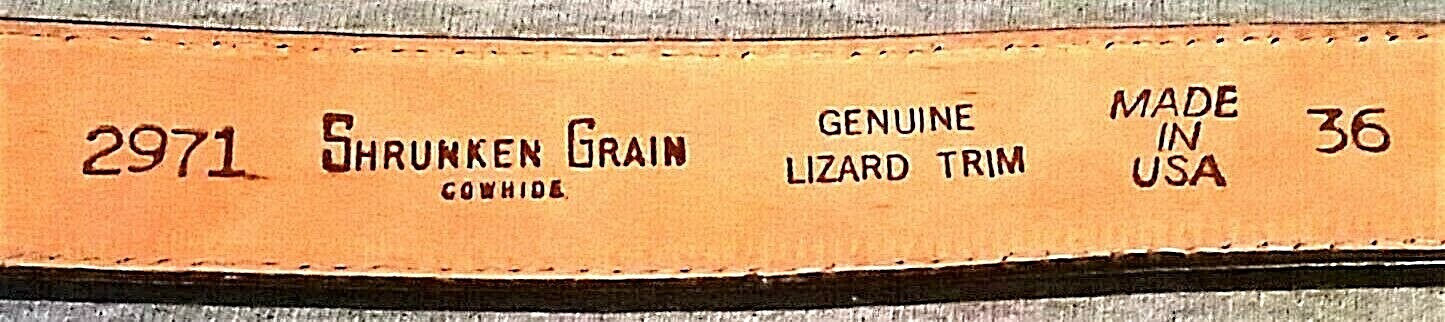 2971
SHRUNKEN GRAIN
COWHIDE
GENUINE
LIZARD TRIM
MADE
IN
USA
36